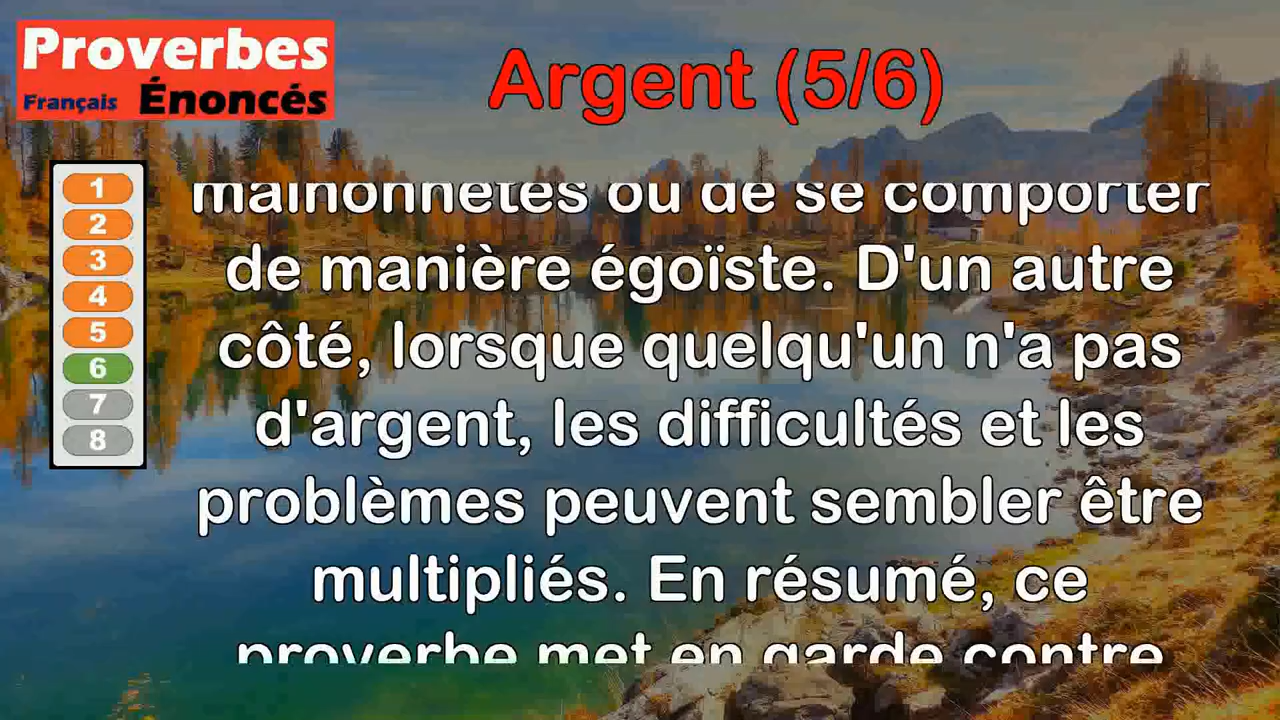 Proverbes
Français Énoncés
Argent (5/6)
1
2
3
4
5
6
7
8
malhonnêtes ou de se comporter
de manière égoïste. D'un autre
côté, lorsque quelqu'un n'a pas
d'argent, les difficultés et les
problèmes peuvent sembler être
multipliés. En résumé, ce
proverbe met en garde contre